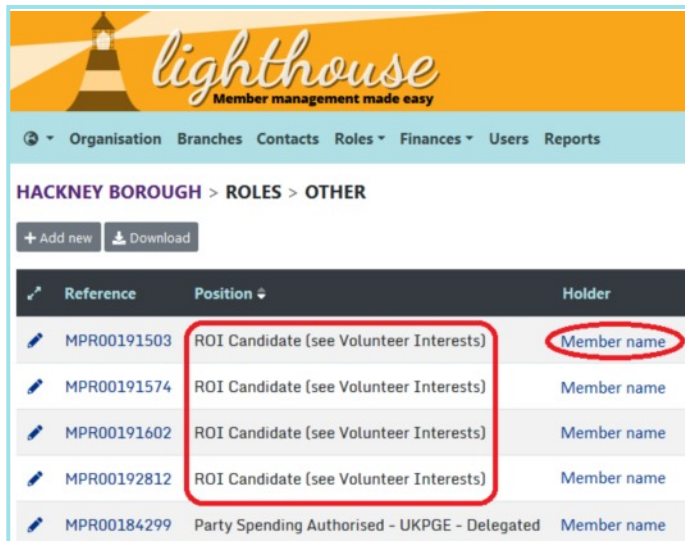 lighthouse
Member management made easy
Organisation Branches Contacts Roles Finances Users Reports
HACKNEY BOROUGH > ROLES > OTHER
+ Add new Download
Reference Position Holder
MPR00191503 ROI Candidate (see Volunteer Interests) Member name
MPR00191574 ROI Candidate (see Volunteer Interests) Member name
MPR00191602 ROI Candidate (see Volunteer Interests) Member name
MPR00192812 ROI Candidate (see Volunteer Interests) Member name
MPR00184299 Party Spending Authorised - UKPGE - Delegated Member name